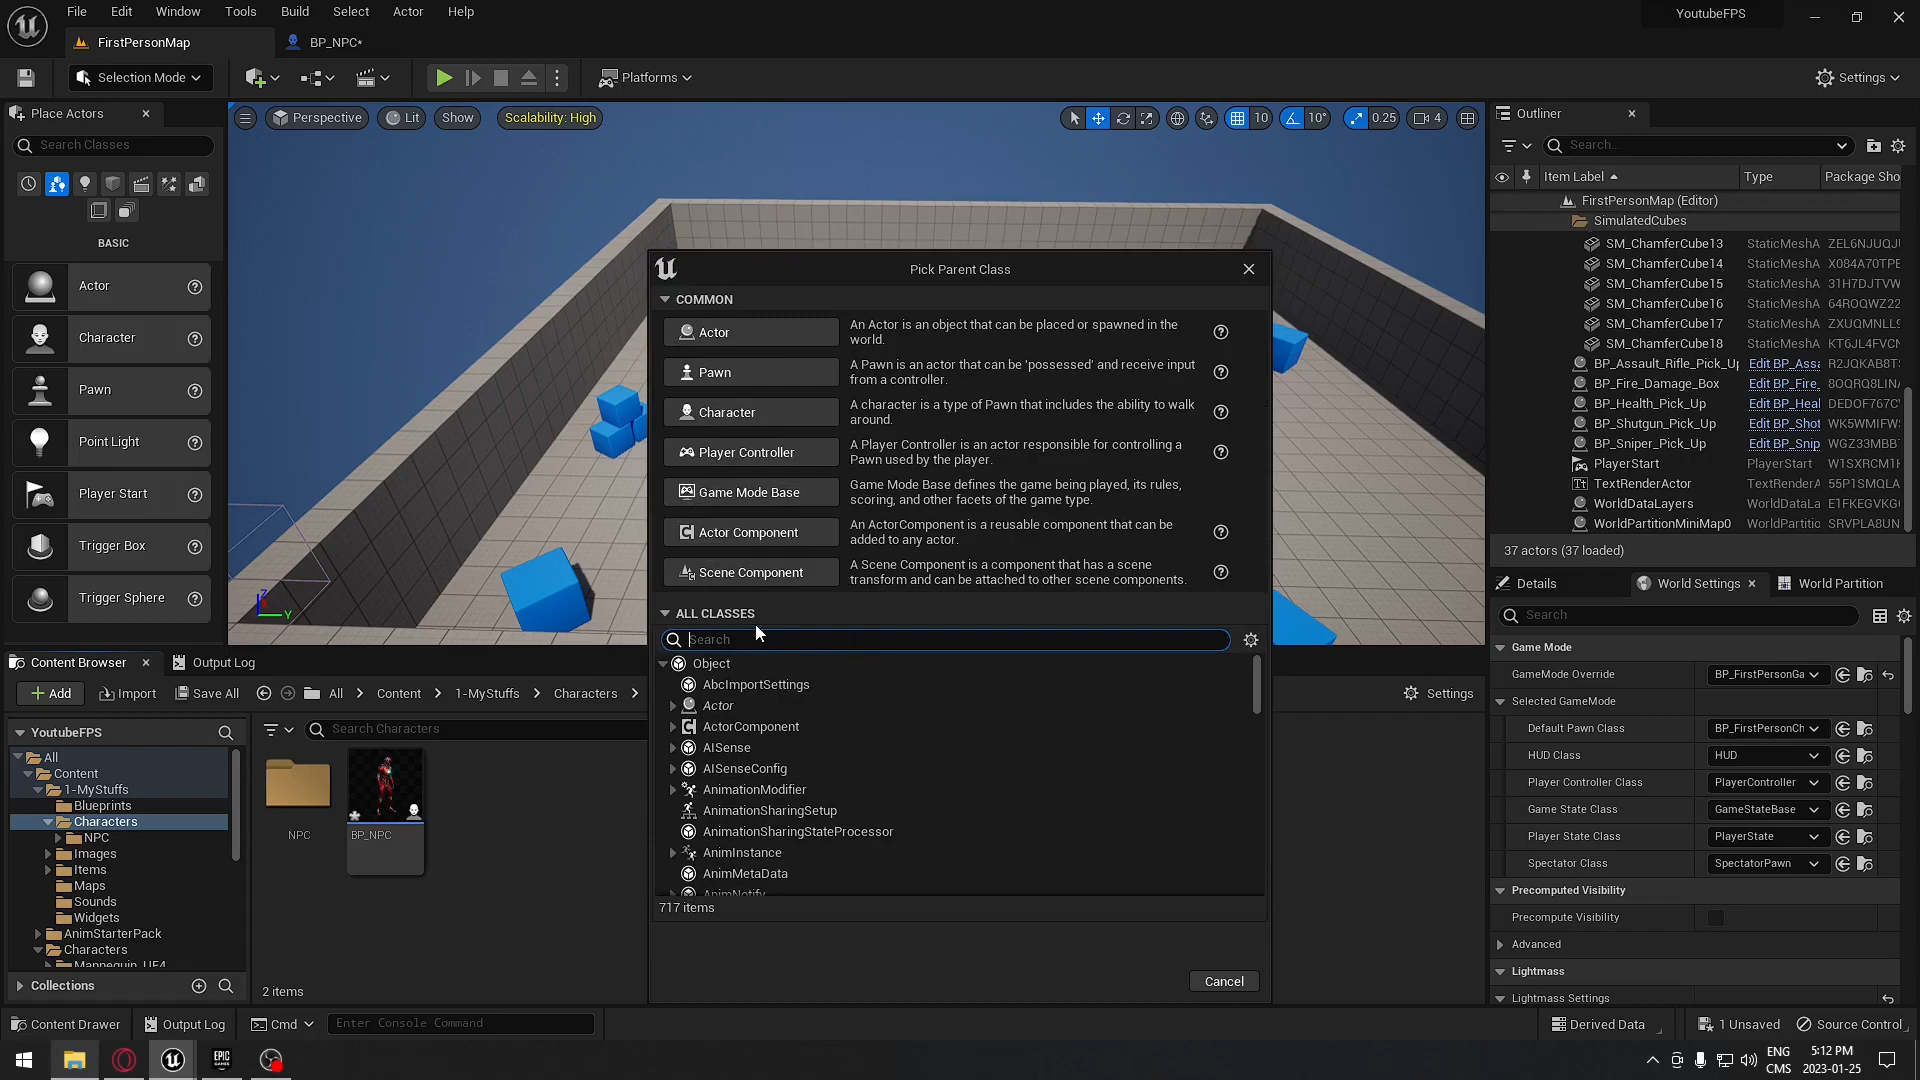 File Edit Window Tools Build Select Actor Help
YoutubeFPS
FirstPersonMap
BP_NPC*
Selection Mode
Platforms
Settings
Place Actors
Search Classes
BASIC
Actor
Character
Pawn
Point Light
Player Start
Trigger Box
Trigger Sphere
Perspective
Lit
Show
Scalability: High
10
10°
0.25
4
Pick Parent Class
COMMON
Actor
An Actor is an object that can be placed or spawned in the
world.
Pawn
A Pawn is an actor that can be 'possessed' and receive input
from a controller.
Character
A character is a type of Pawn that includes the ability to walk
around.
Player Controller
A Player Controller is an actor responsible for controlling a
Pawn used by the player.
Game Mode Base
Game Mode Base defines the game being played, its rules,
scoring, and other facets of the game type.
Actor Component
An ActorComponent is a reusable component that can be
added to any actor.
Scene Component
A Scene Component is a component that has a scene
transform and can be attached to other scene components.
ALL CLASSES
Search
Object
AbcImportSettings
Actor
ActorComponent
AISense
AISenseConfig
AnimationModifier
AnimationSharingSetup
AnimationSharingStateProcessor
AnimInstance
AnimMetaData
AnimNotify
717 items
Cancel
Outliner
Search...
Item Label
Type
Package Sho
FirstPersonMap (Editor)
SimulatedCubes
SM_ChamferCube13 StaticMeshA
SM_ChamferCube14 StaticMeshA X084A70TPE
SM_ChamferCube15 StaticMeshA 31H7DJTVW
SM_ChamferCube16 StaticMeshA 64ROQWZ22
SM_ChamferCube17 StaticMeshA ZXUQMNLL9
SM_ChamferCube18 StaticMeshA KT6JL4FVCN
BP_Assault_Rifle_Pick_Up Edit BP_Assa
BP_Fire_Damage_Box Edit BP_Fire_
BP_Health_Pick_Up Edit BP_Heal DEDOF767C
BP_Shutgun_Pick_Up Edit BP_Shot
BP_Sniper_Pick_Up Edit BP_Snip
PlayerStart PlayerStart
TextRenderActor TextRenderA 55P1SMQLA
WorldDataLayers WorldDataLa
WorldPartitionMiniMap0 WorldPartitio SRVPLA8UN
37 actors (37 loaded)
Details
World Settings
World Partition
Search
Game Mode
GameMode Override BP_FirstPersonGa
Selected GameMode
Default Pawn Class BP_FirstPersonCh
HUD Class HUD
Player Controller Class PlayerController
Game State Class GameStateBase
Player State Class PlayerState
Spectator Class SpectatorPawn
Precomputed Visibility
Precompute Visibility
Advanced
Lightmass
Lightmass Settings
Content Browser
Output Log
Add
Import
Save All
All
Content
1-MyStuffs
Characters
Settings
YoutubeFPS
Search Characters
All
Content
1-MyStuffs
Blueprints
Characters
NPC
Images
Items
Maps
Sounds
Widgets
AnimStarterPack
Characters
Mannequin_UE4
Collections
NPC
BP_NPC
2 items
Content Drawer
Output Log
Cmd
Enter Console Command
Derived Data
1 Unsaved
Source Control
EPIC
GAMES
ENG
CMS
5:12 PM
2023-01-25
X
Z
Y